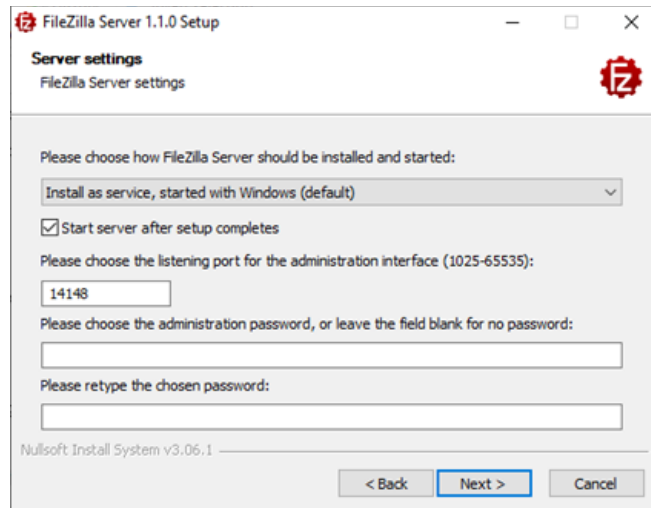 FileZilla Server 1.1.0 Setup
Server settings
FileZilla Server settings
Fz
Please choose how FileZilla Server should be installed and started:
Install as service, started with Windows (default)
Start server after setup completes
Please choose the listening port for the administration interface (1025-65535):
14148
Please choose the administration password, or leave the field blank for no password:
Please retype the chosen password:
Nullsoft Install System v3.06.1
< Back Next > Cancel